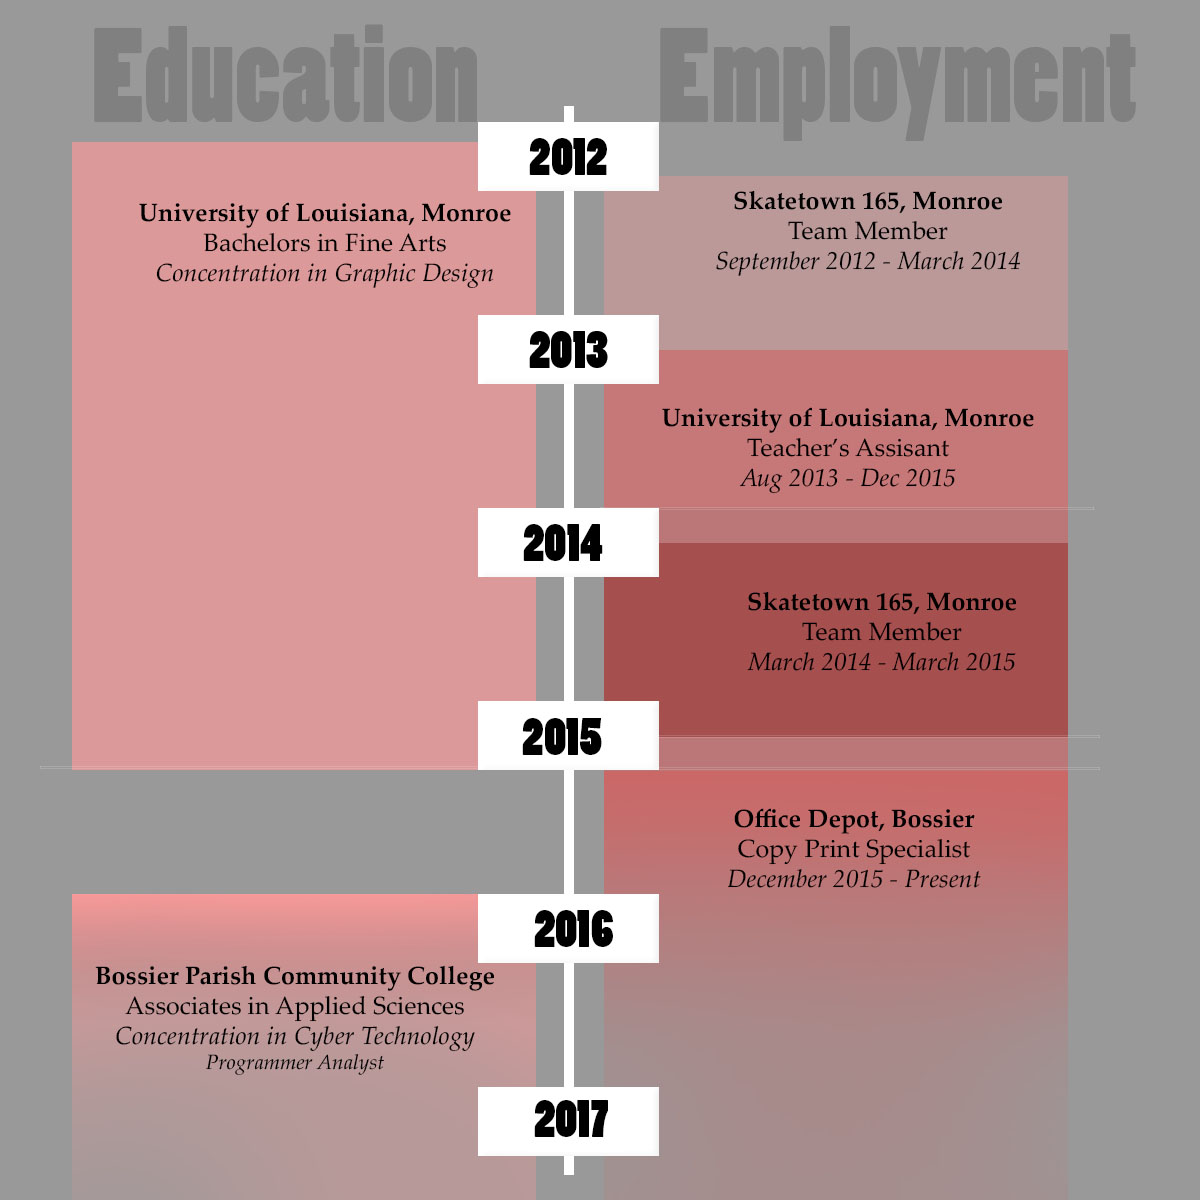 Education
Employment
2012
University of Louisiana, Monroe
Bachelors in Fine Arts
Concentration in Graphic Design
Skatetown 165, Monroe
Team Member
September 2012 - March 2014
2013
University of Louisiana, Monroe
Teacher’s Assisant
Aug 2013 - Dec 2015
2014
Skatetown 165, Monroe
Team Member
March 2014 - March 2015
2015
Office Depot, Bossier
Copy Print Specialist
December 2015 - Present
2016
Bossier Parish Community College
Associates in Applied Sciences
Concentration in Cyber Technology
Programmer Analyst
2017